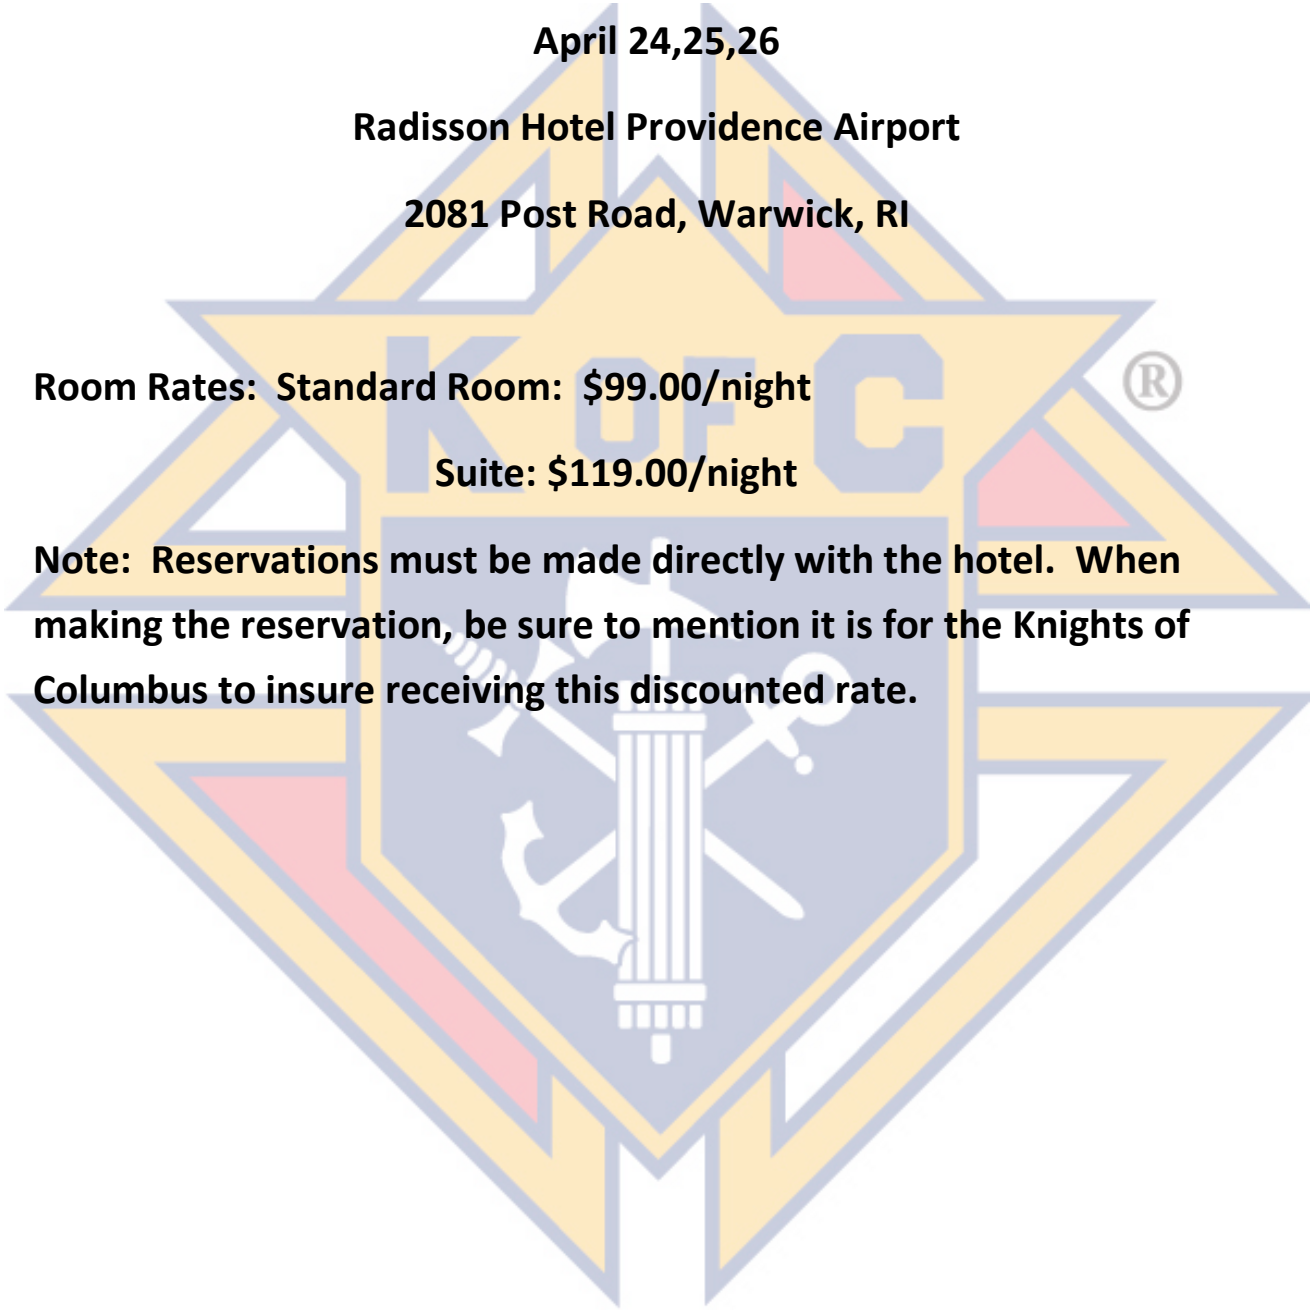 April 24,25,26
Radisson Hotel Providence Airport
2081 Post Road, Warwick, RI
K OF C
®
Room Rates:  Standard Room:  $99.00/night
Suite: $119.00/night
Note:  Reservations must be made directly with the hotel.  When
making the reservation, be sure to mention it is for the Knights of
Columbus to insure receiving this discounted rate.